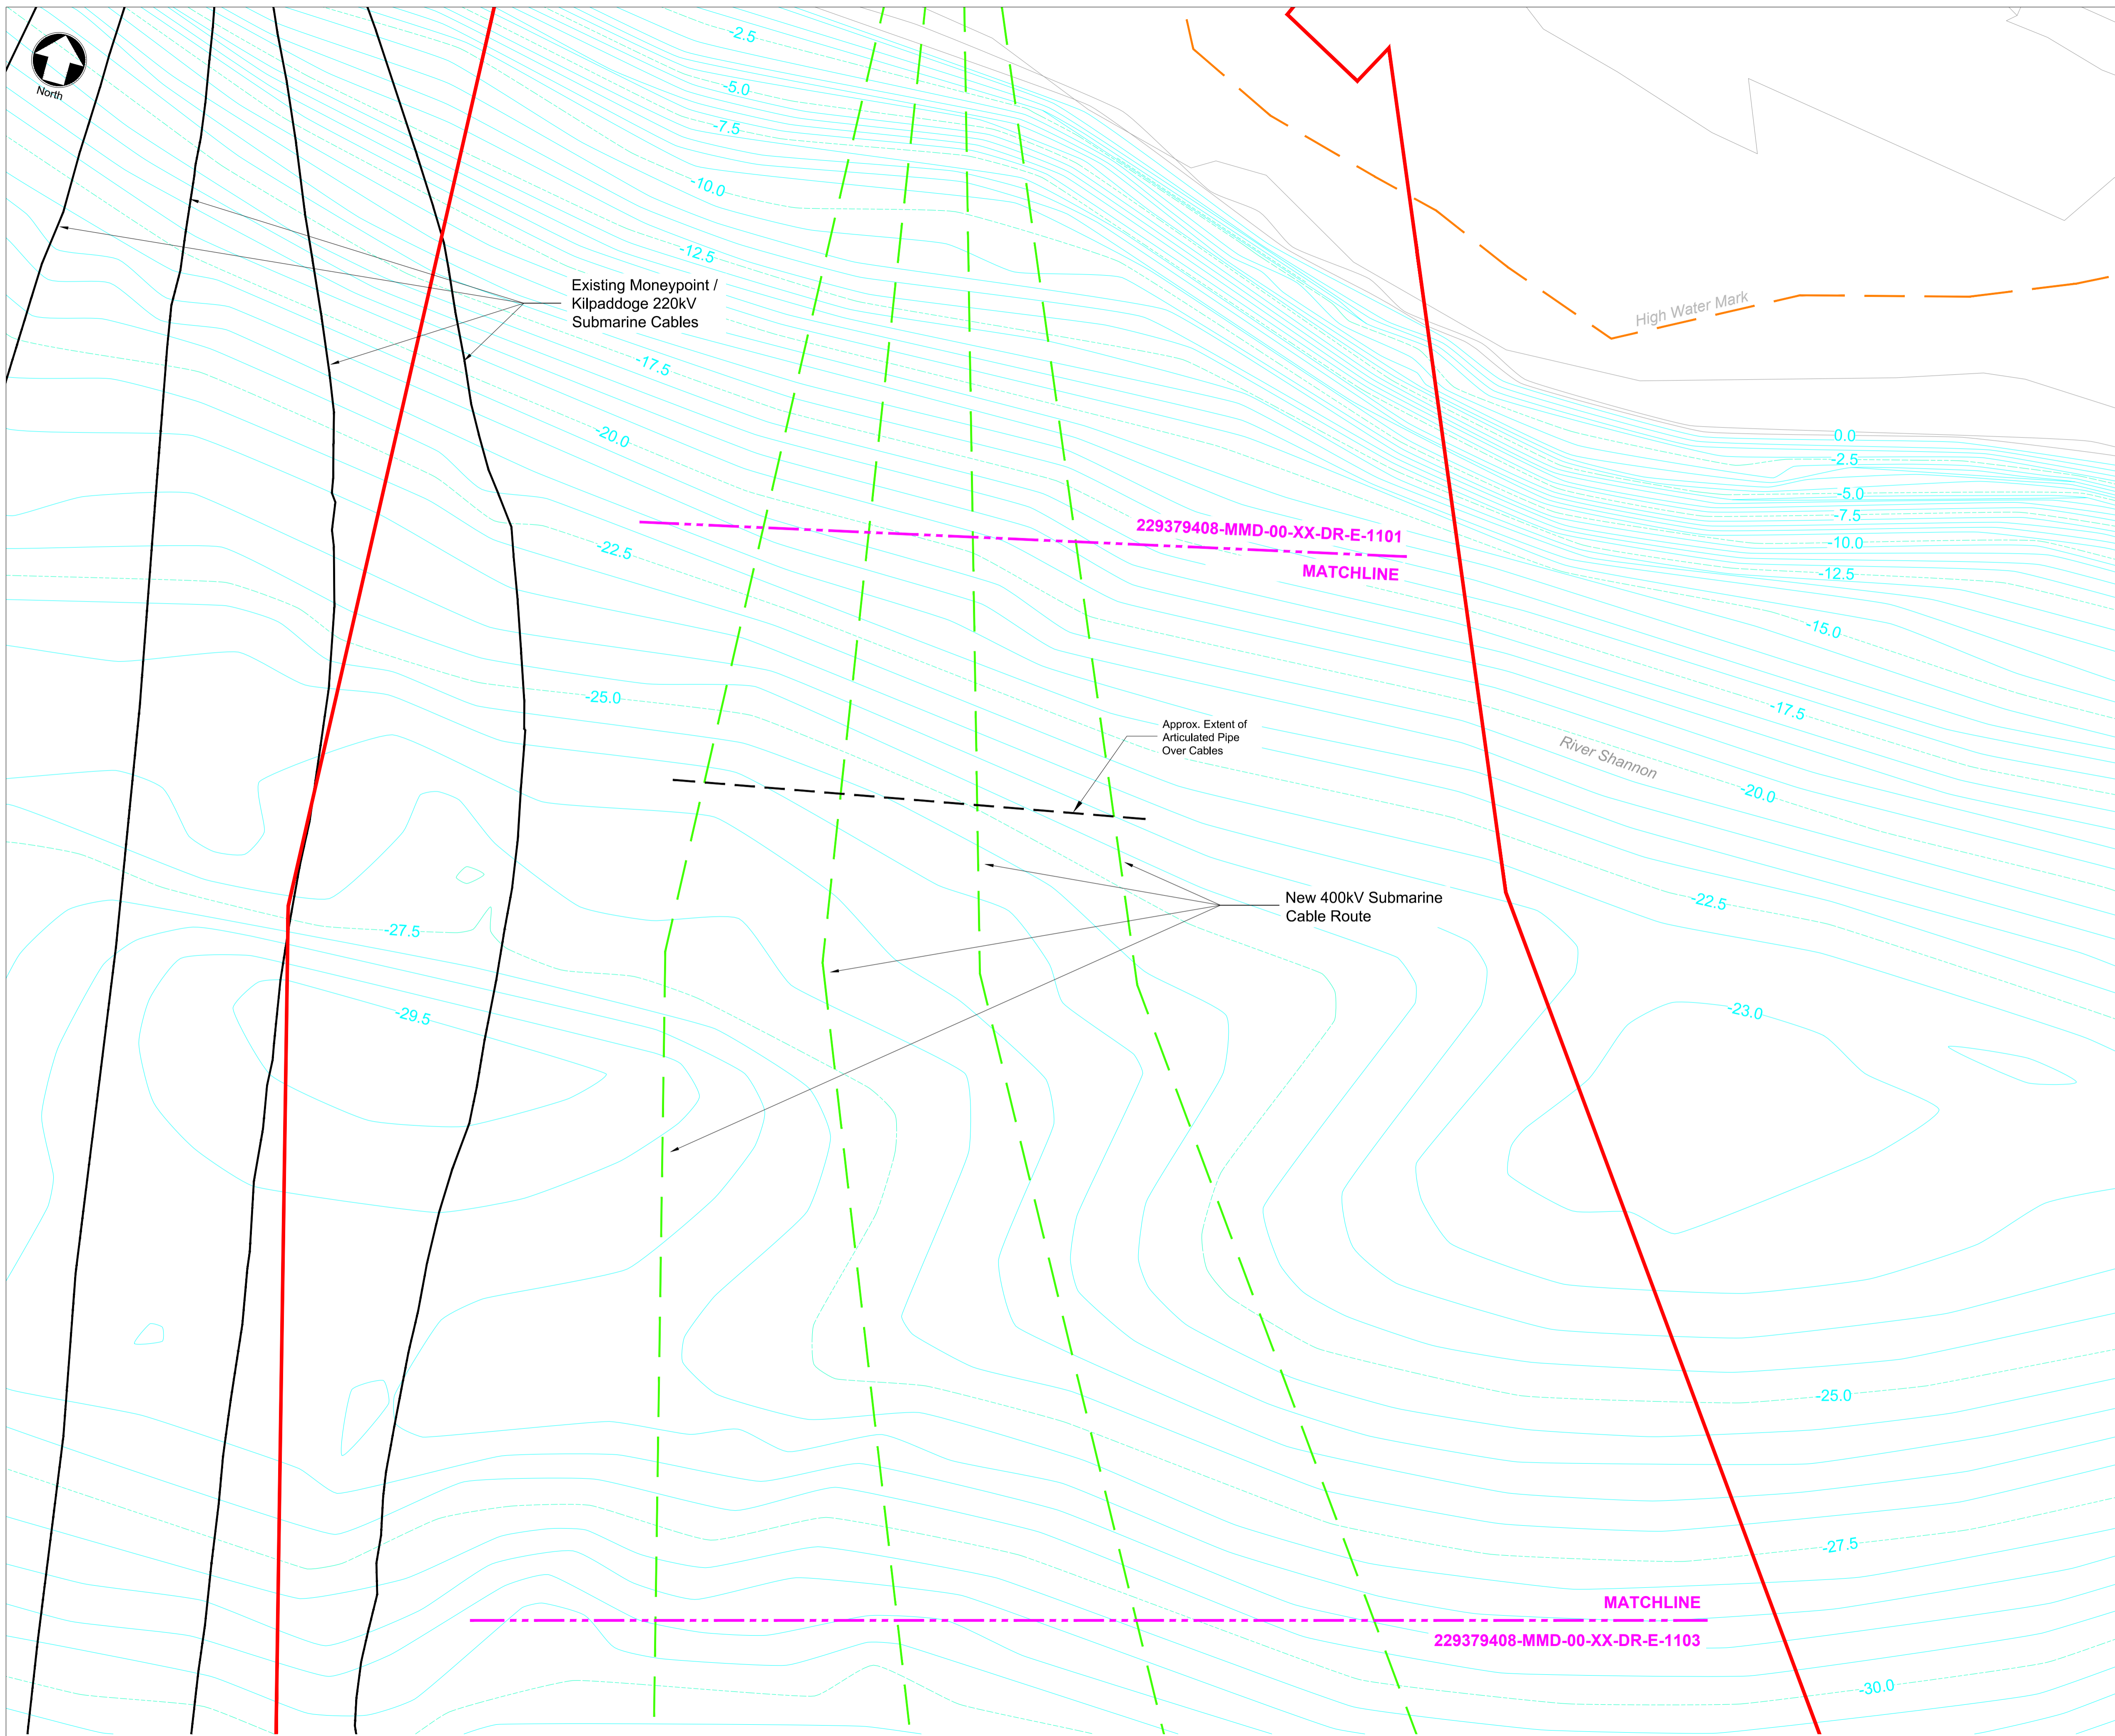 North
-2.5
-5.0
-7.5
-10.0
-12.5
Existing Moneypoint /
Kilpaddoge 220kV
Submarine Cables
High Water Mark
-17.5
-20.0
0.0
-2.5
-5.0
-7.5
-10.0
-12.5
229379408-MMD-00-XX-DR-E-1101
MATCHLINE
-22.5
-15.0
-25.0
-17.5
Approx. Extent of
Articulated Pipe
Over Cables
River Shannon
-20.0
New 400kV Submarine
Cable Route
-22.5
-27.5
-29.5
-23.0
-25.0
-27.5
MATCHLINE
229379408-MMD-00-XX-DR-E-1103
-30.0